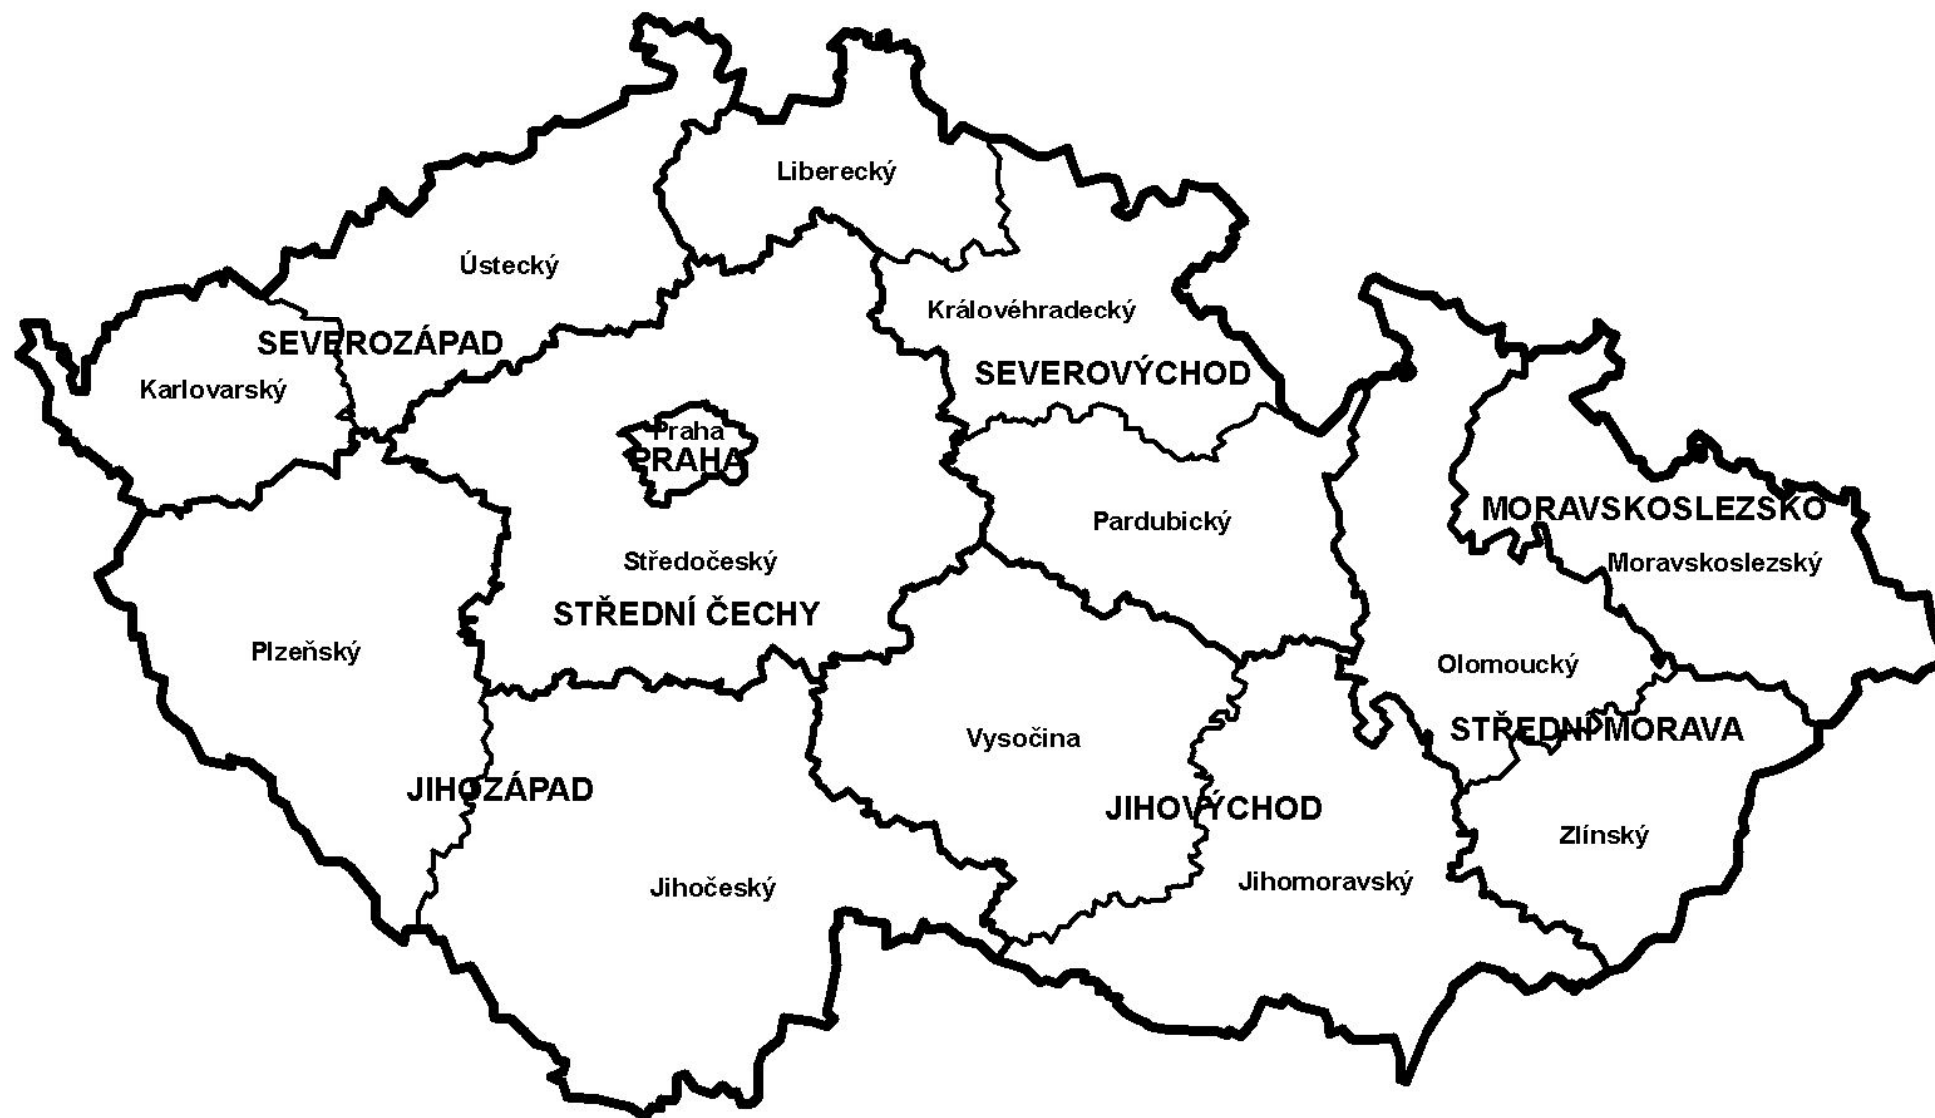 Liberecký
Ústecký
Královéhradecký
SEVEROZÁPAD
SEVEROVÝCHOD
Karlovarský
Praha
PRAHA
MORAVSKOSLEZSKO
Pardubický
Středočeský
Moravskoslezský
STŘEDNÍ ČECHY
Plzeňský
Olomoucký
STŘEDNÍ MORAVA
Vysočina
JIHOZÁPAD
JIHOVÝCHOD
Zlínský
Jihočeský
Jihomoravský